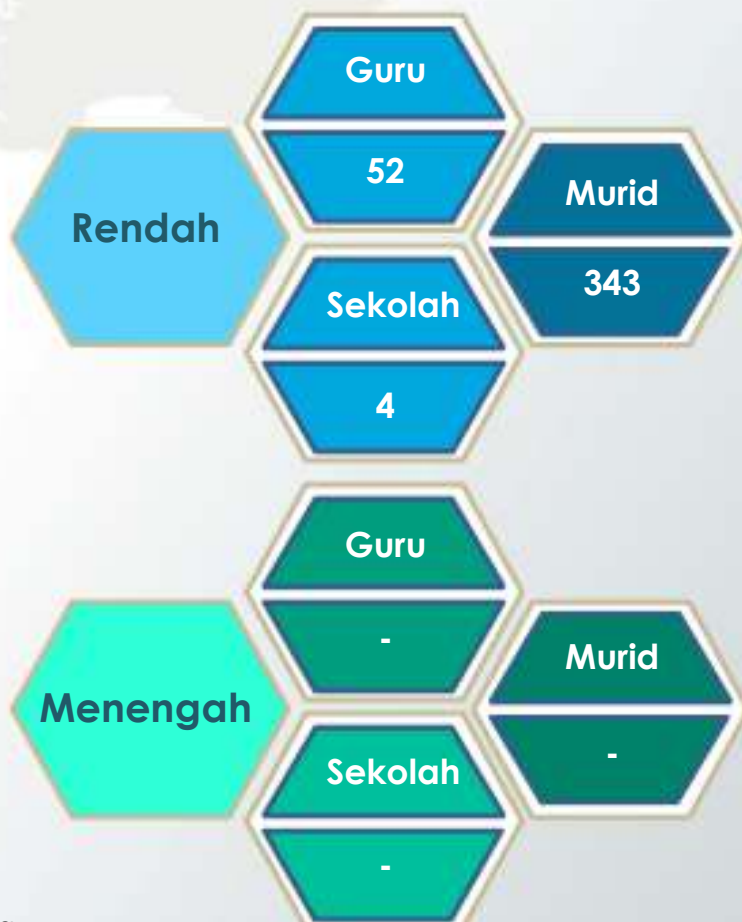 Rendah
Guru
52
Sekolah
4
Murid
343
Menengah
Guru
-
Sekolah
-
Murid
-